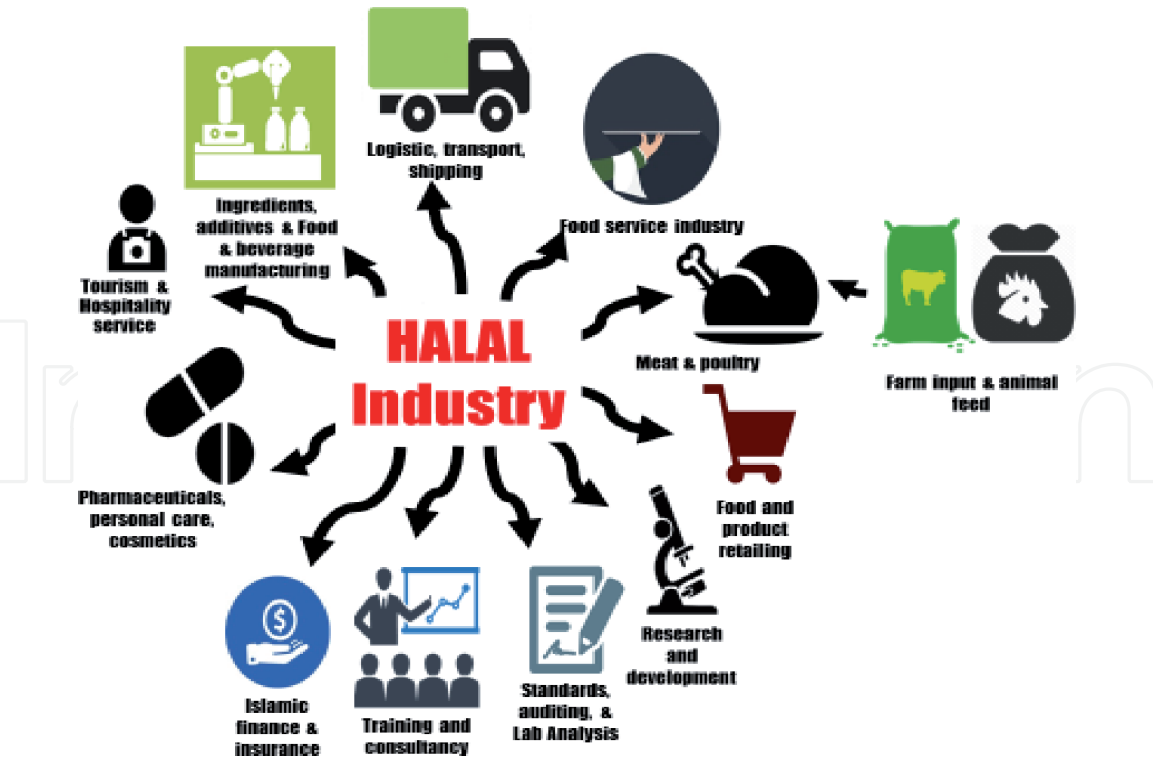 Logistic, transport,
shipping
Ingredients,
additives & Food
& beverage
manufacturing
Food service industry
Tourism &
Hospitality
service
HALAL
Industry
Meat & poultry
Farm input & animal
feed
Pharmaceuticals,
personal care,
cosmetics
Food and
product
retailing
Research
and
development
Islamic
finance &
insurance
Training and
consultancy
Standards,
auditing, &
Lab Analysis
$